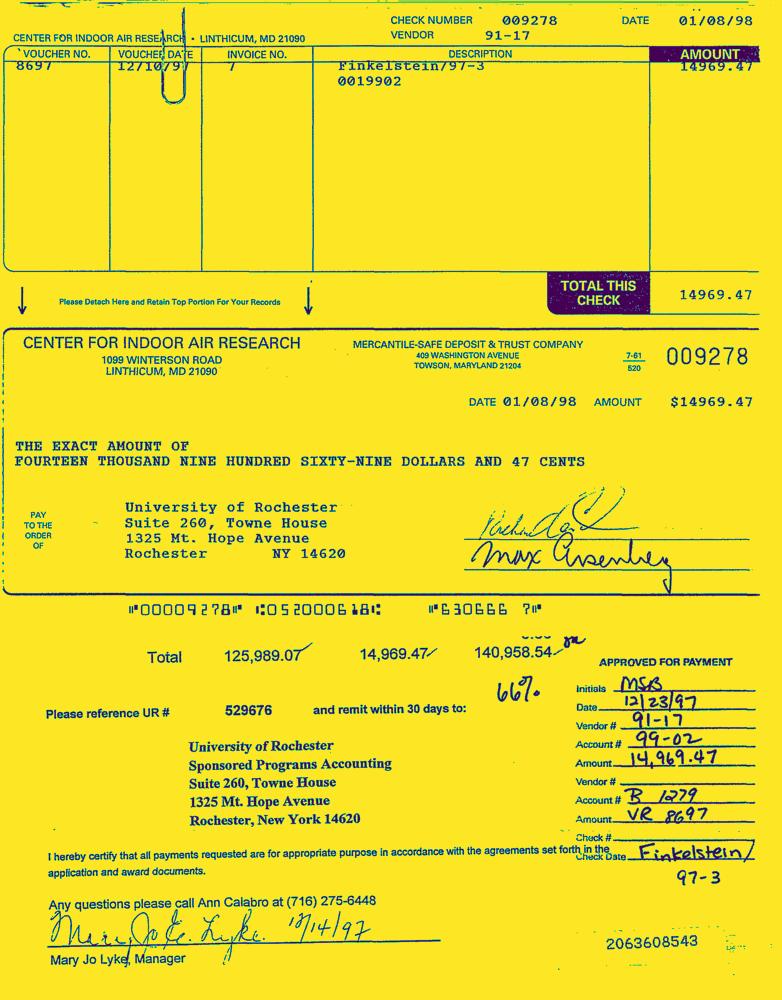 CHECK NUMBER 009278 DATE 01/08/98
CENTER FOR INDOOR AIR RESEARCH • LINTHICUM, MD 21090 VENDOR 91-17
VOUCHER NO. VOUCHER DATE INVOICE NO. DESCRIPTION AMOUNT
8697 12/10/97 7 Finkelstein/97-3 14969.47
0019902
TOTAL THIS
CHECK 14969.47
Please Detach Here and Retain Top Portion For Your Records
CENTER FOR INDOOR AIR RESEARCH
1099 WINTERSON ROAD
LINTHICUM, MD 21090
MERCANTILE-SAFE DEPOSIT & TRUST COMPANY
409 WASHINGTON AVENUE
TOWSON, MARYLAND 21204
7-61
520
009278
DATE 01/08/98 AMOUNT $14969.47
THE EXACT AMOUNT OF
FOURTEEN THOUSAND NINE HUNDRED SIXTY-NINE DOLLARS AND 47 CENTS
PAY
TO THE
ORDER
OF
University of Rochester
Suite 260, Towne House
1325 Mt. Hope Avenue
Rochester NY 14620
Max
⑈00009278⑈ ⑆052000618⑆ ⑈630666 7⑈
Total 125,989.07 14,969.47 140,958.54
66%
Please reference UR # 529676 and remit within 30 days to:
University of Rochester
Sponsored Programs Accounting
Suite 260, Towne House
1325 Mt. Hope Avenue
Rochester, New York 14620
APPROVED FOR PAYMENT
Initials MSB
Date 12/23/97
Vendor # 91-17
Account # 99-02
Amount 14,969.47
Vendor #
Account # B 1279
Amount VR 8697
Check #
Check Date Finkelstein/
97-3
I hereby certify that all payments requested are for appropriate purpose in accordance with the agreements set forth in the
application and award documents.
Any questions please call Ann Calabro at (716) 275-6448
Mary Jo E. Lyke 12/14/97
Mary Jo Lyke, Manager
2063608543